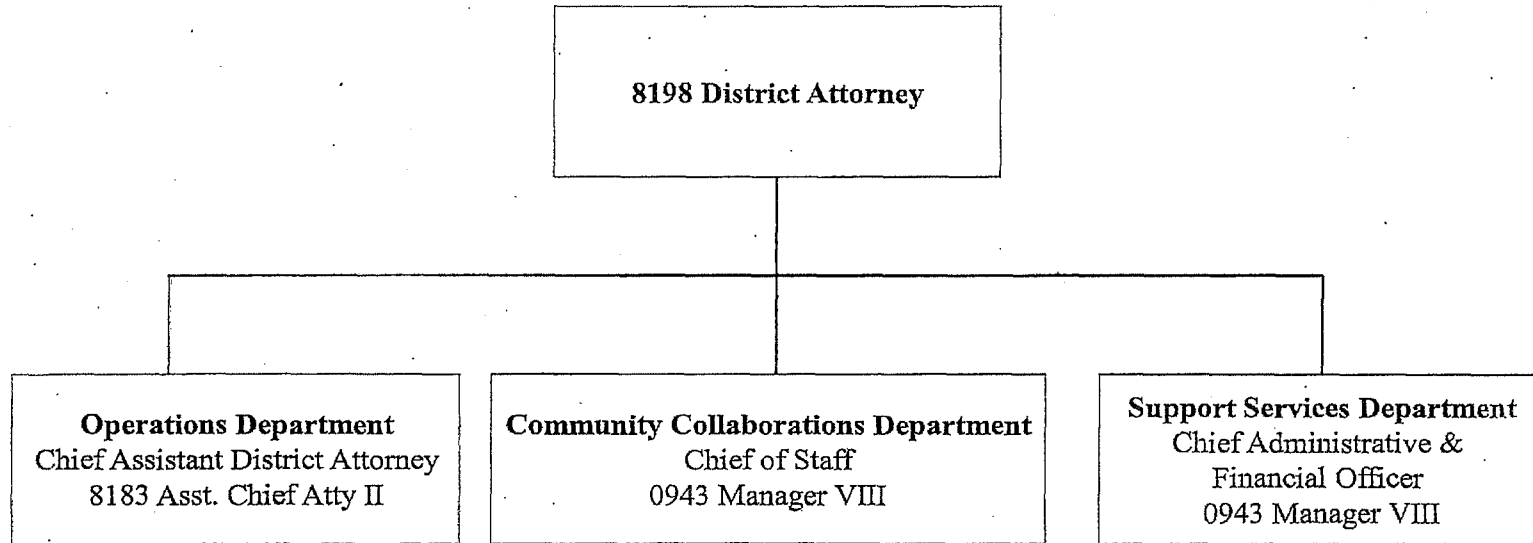 8198 District Attorney
Operations Department
Chief Assistant District Attorney
8183 Asst. Chief Atty II
Community Collaborations Department
Chief of Staff
0943 Manager VIII
Support Services Department
Chief Administrative &
Financial Officer
0943 Manager VIII